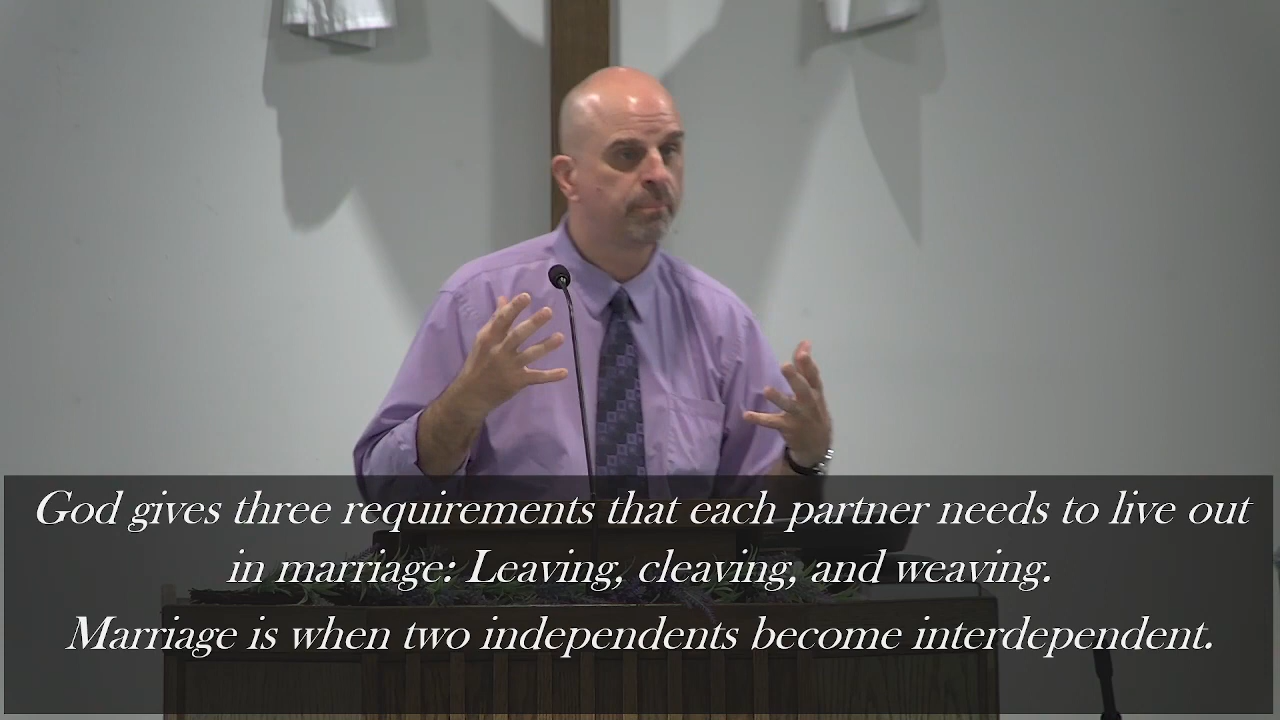 God gives three requirements that each partner needs to live out
in marriage: Leaving, cleaving, and weaving.
Marriage is when two independents become interdependent.